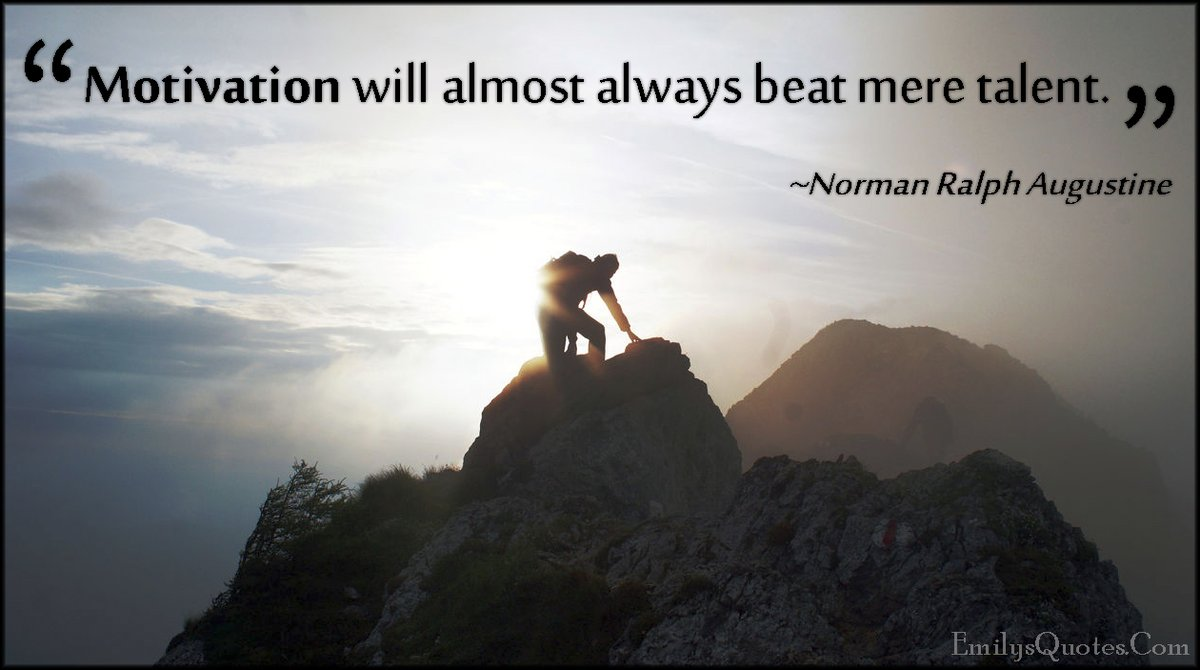 “Motivation will almost always beat mere talent.”
~Norman Ralph Augustine
EmilysQuotes.Com